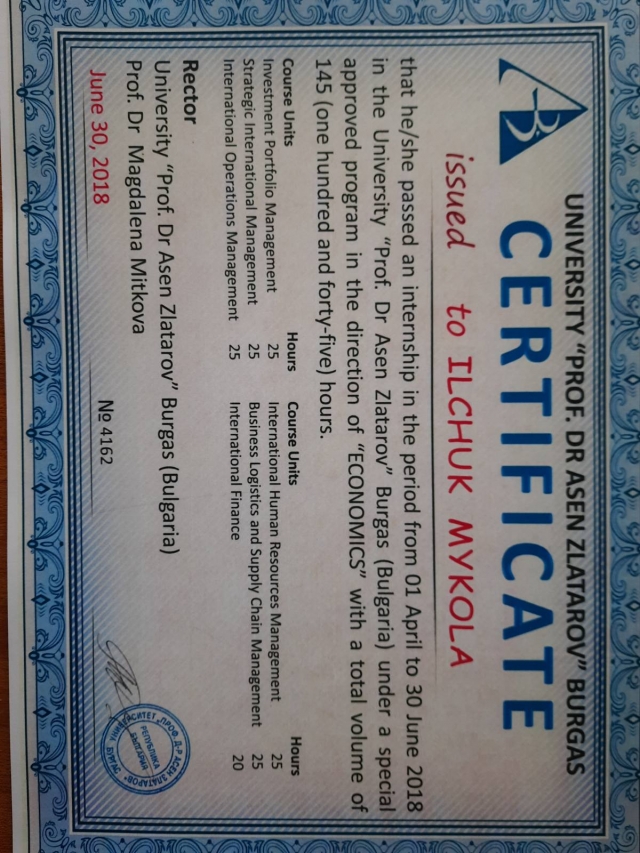 UNIVERSITY "PROF. DR ASEN ZLATAROV" BURGAS
CERTIFICATE
issued to ILCHUK MYKOLA
that he/she passed an internship in the period from 01 April to 30 June 2018
in the University "Prof. Dr Asen Zlatarov" Burgas (Bulgaria) under a special
approved program in the direction of "ECONOMICS" with a total volume of
145 (one hundred and forty-five) hours.
Course Units Hours Course Units Hours
Investment Portfolio Management 25 International Human Resources Management 25
Strategic International Management 25 Business Logistics and Supply Chain Management 25
International Operations Management 25 International Finance 20
Rector
University "Prof. Dr Asen Zlatarov" Burgas (Bulgaria)
Prof. Dr Magdalena Mitkova
June 30, 2018 № 4162
РЕПУБЛИКА
БЪЛГАРИЯ